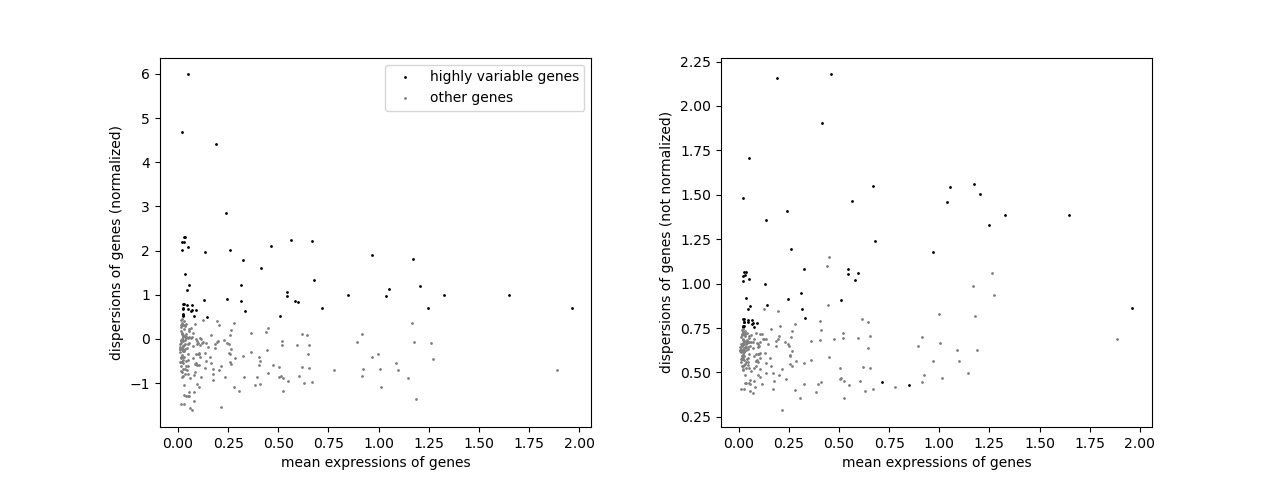 highly variable genes
other genes
dispersions of genes (normalized)
6
5
4
3
2
1
0
−1
0.00 0.25 0.50 0.75 1.00 1.25 1.50 1.75 2.00
mean expressions of genes
dispersions of genes (not normalized)
2.25
2.00
1.75
1.50
1.25
1.00
0.75
0.50
0.25
0.00 0.25 0.50 0.75 1.00 1.25 1.50 1.75 2.00
mean expressions of genes